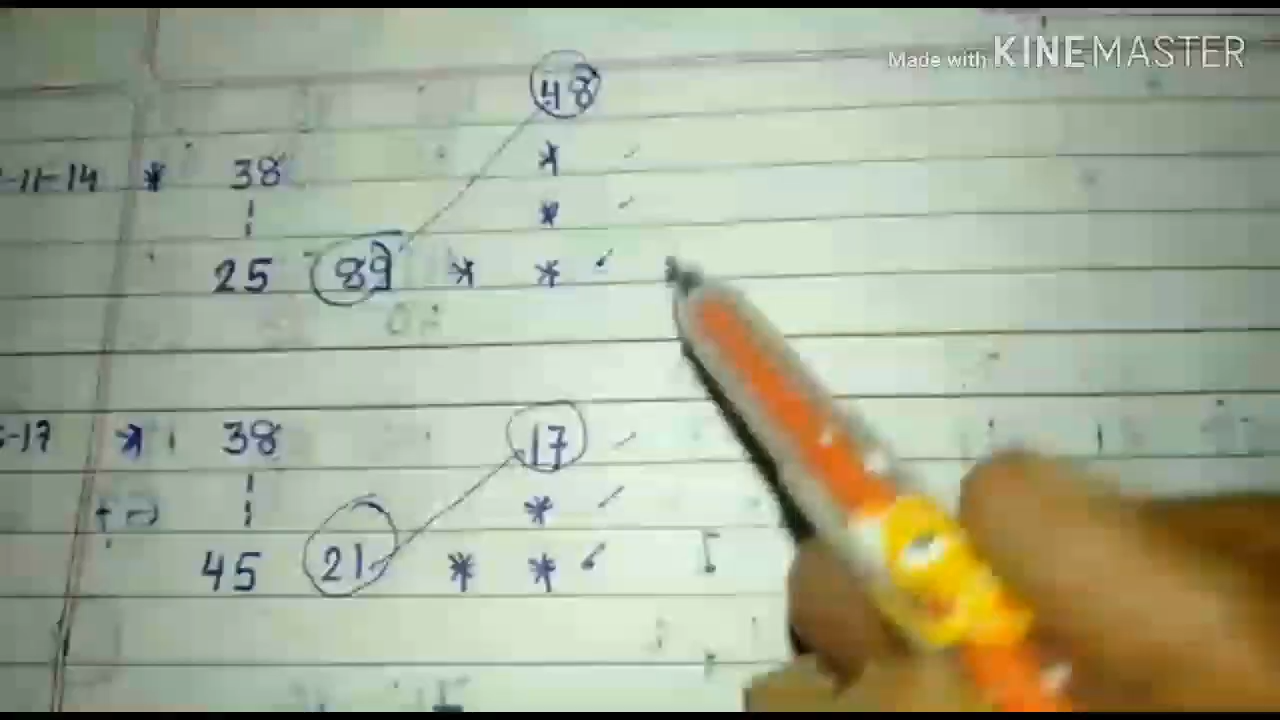 Made with KINEMASTER
48
-11-14 * 38 *
*
25 89 * *
-17 * 38 17
*
45 21 * *